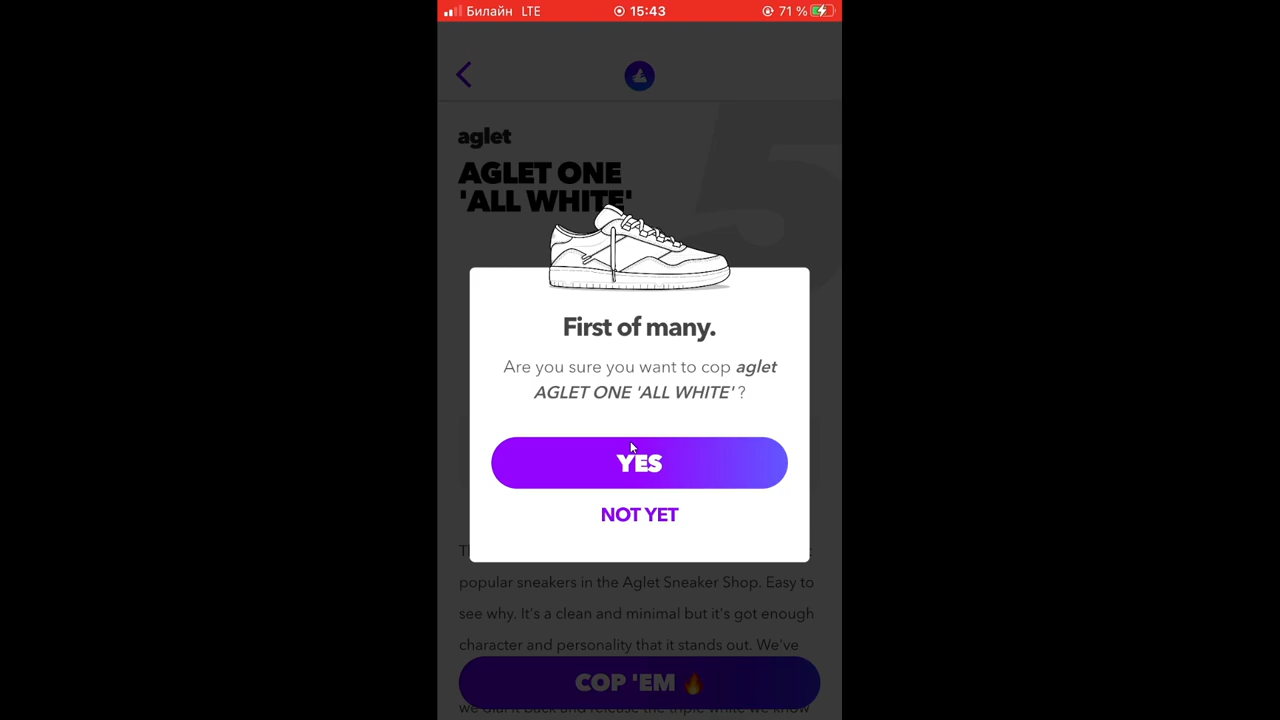 Билайн LTE 15:43 71 %
aglet
AGLET ONE
'ALL WHITE'
First of many.
Are you sure you want to cop aglet
AGLET ONE 'ALL WHITE' ?
YES
NOT YET
popular sneakers in the Aglet Sneaker Shop. Easy to
see why. It's a clean and minimal but it's got enough
character and personality that it stands out. We've
COP 'EM 🔥